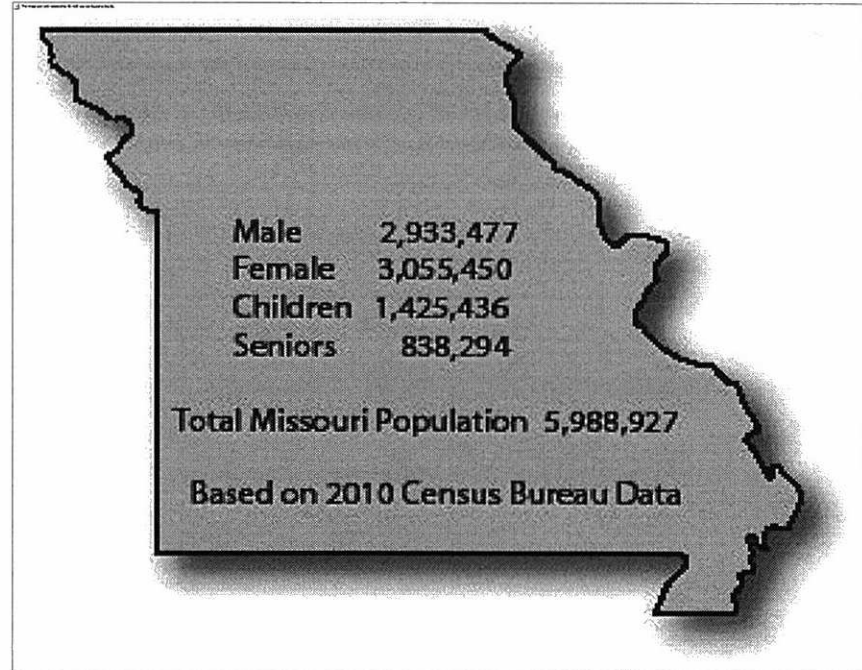 Male 2,933,477
Female 3,055,450
Children 1,425,436
Seniors 838,294
Total Missouri Population 5,988,927
Based on 2010 Census Bureau Data